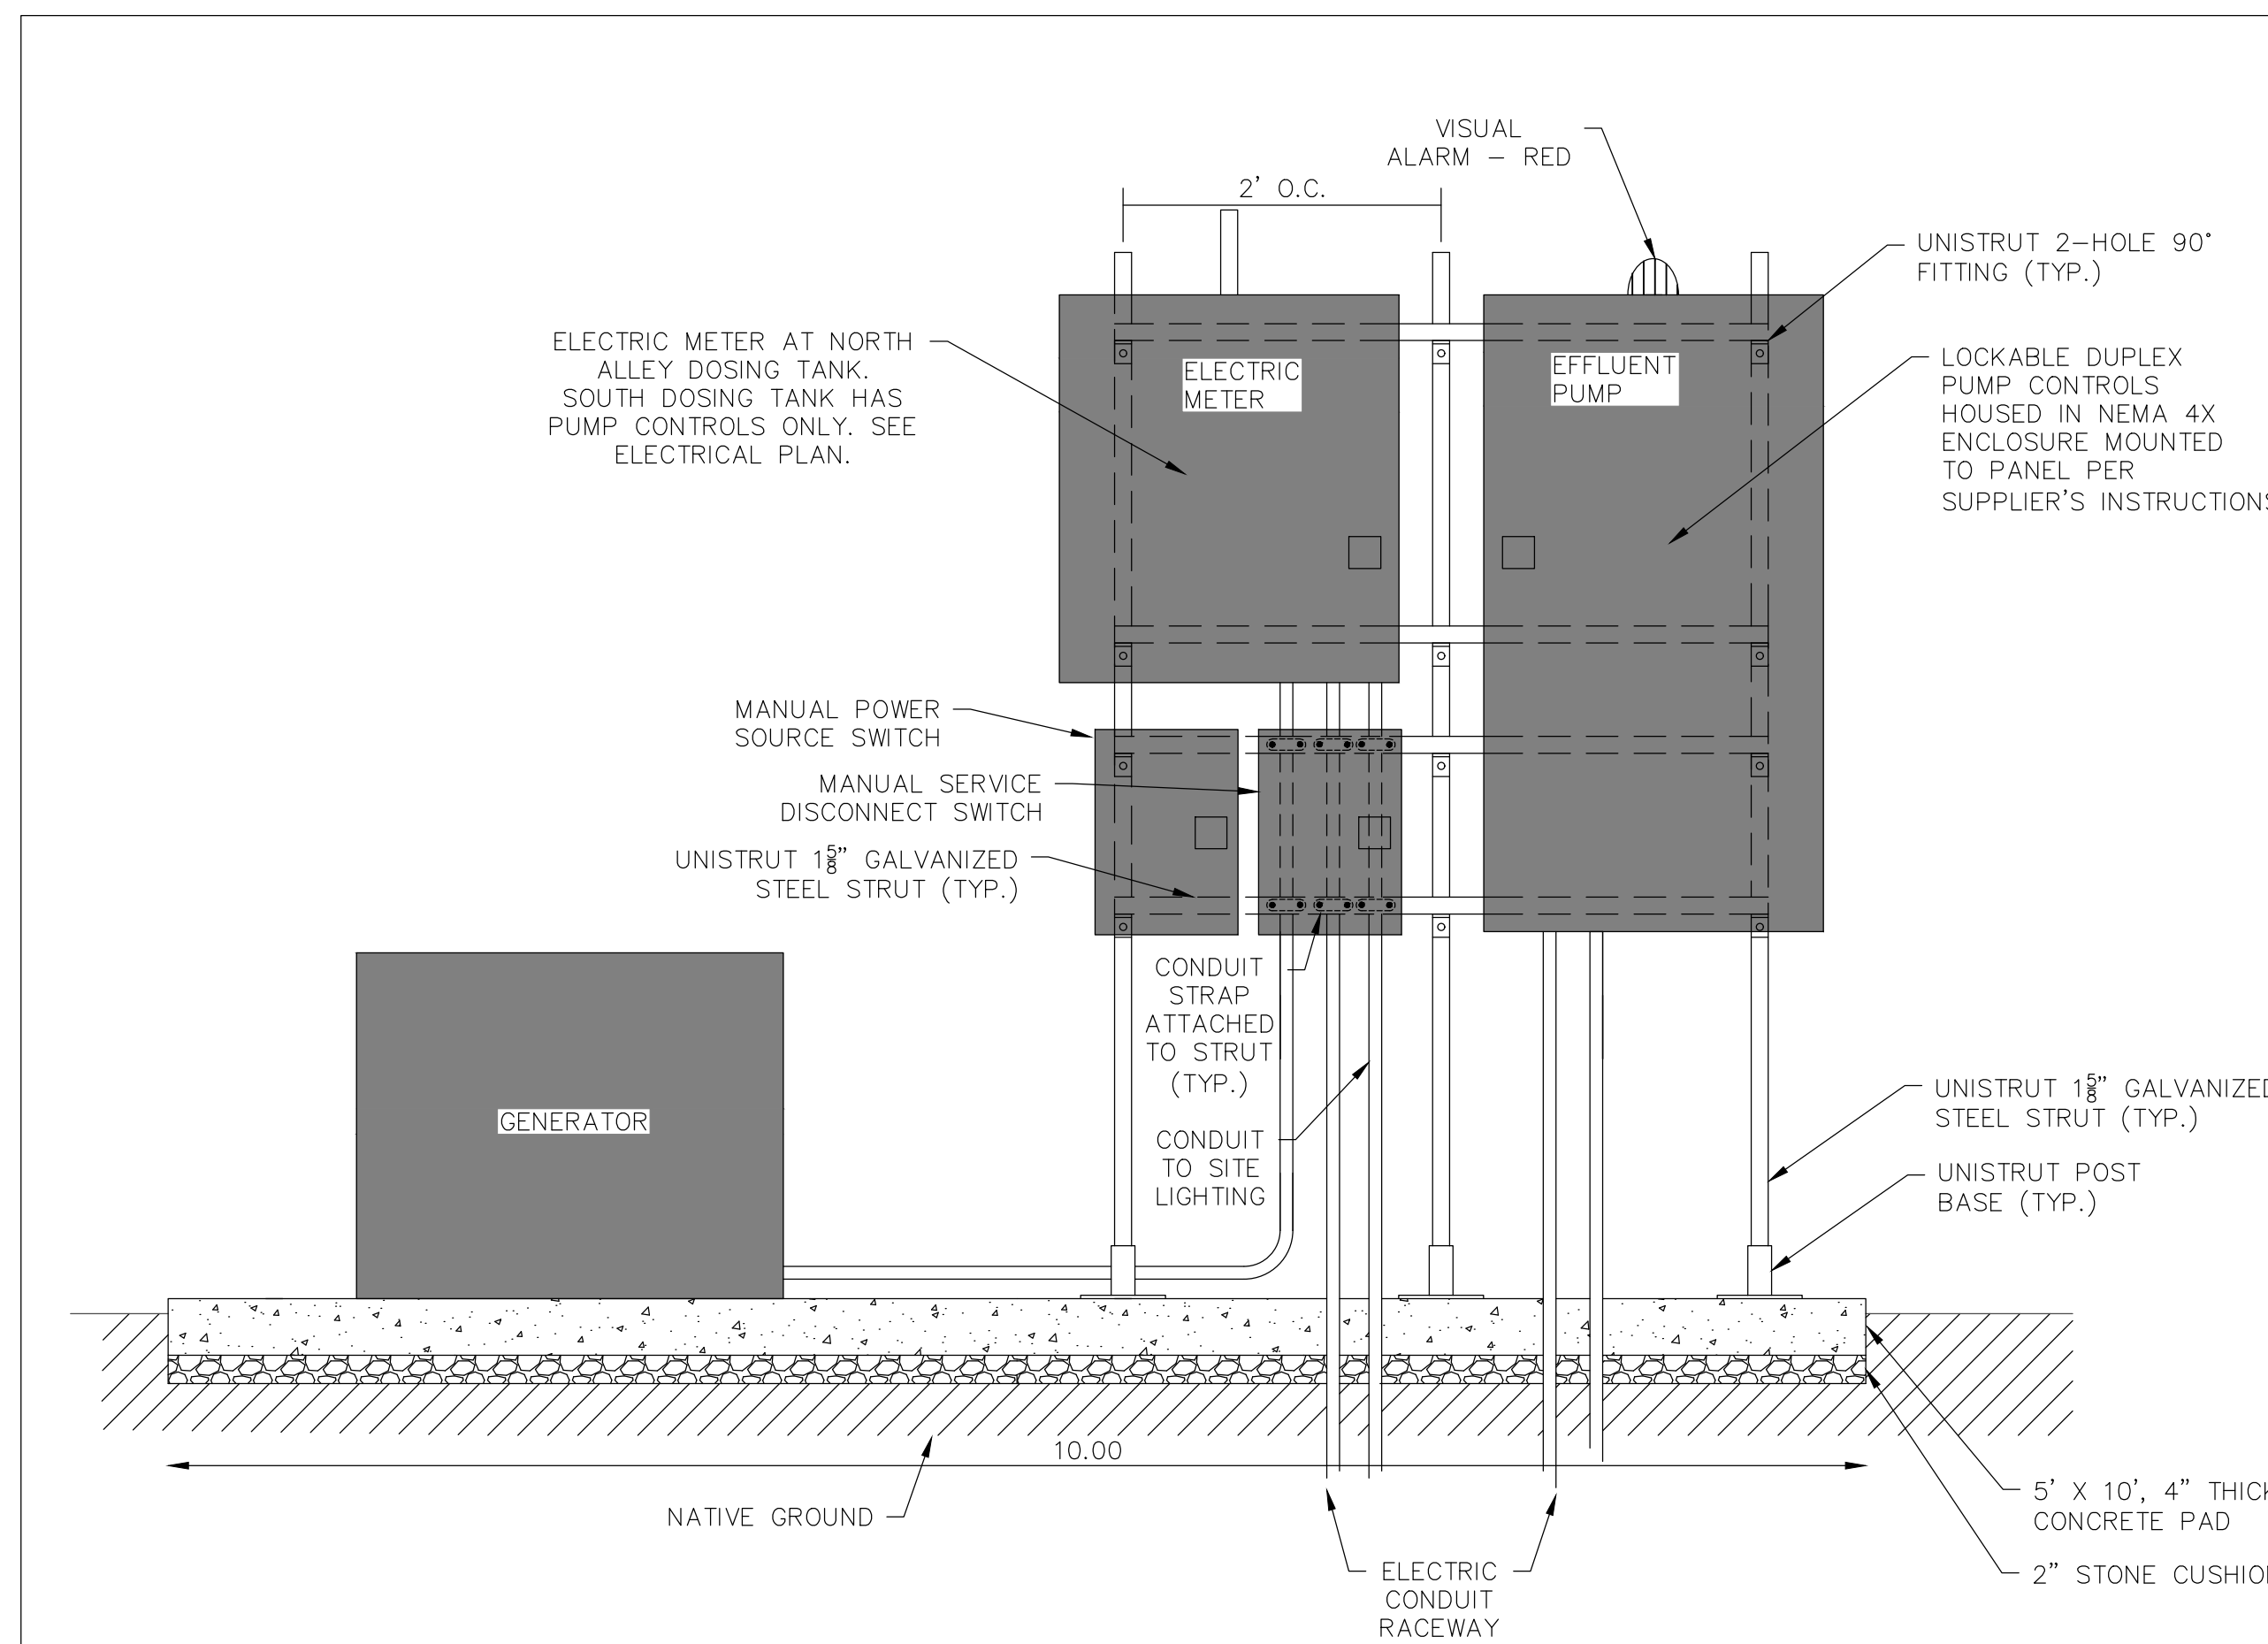 VISUAL
ALARM – RED
2' O.C.
UNISTRUT 2–HOLE 90°
FITTING (TYP.)
ELECTRIC METER AT NORTH
ALLEY DOSING TANK.
SOUTH DOSING TANK HAS
PUMP CONTROLS ONLY. SEE
ELECTRICAL PLAN.
ELECTRIC
METER
EFFLUENT
PUMP
LOCKABLE DUPLEX
PUMP CONTROLS
HOUSED IN NEMA 4X
ENCLOSURE MOUNTED
TO PANEL PER
SUPPLIER'S INSTRUCTIONS
MANUAL POWER
SOURCE SWITCH
MANUAL SERVICE
DISCONNECT SWITCH
UNISTRUT 1⅝" GALVANIZED
STEEL STRUT (TYP.)
CONDUIT
STRAP
ATTACHED
TO STRUT
(TYP.)
GENERATOR
CONDUIT
TO SITE
LIGHTING
UNISTRUT 1⅝" GALVANIZED
STEEL STRUT (TYP.)
UNISTRUT POST
BASE (TYP.)
10.00
NATIVE GROUND
5' X 10', 4" THICK
CONCRETE PAD
2" STONE CUSHION
ELECTRIC
CONDUIT
RACEWAY